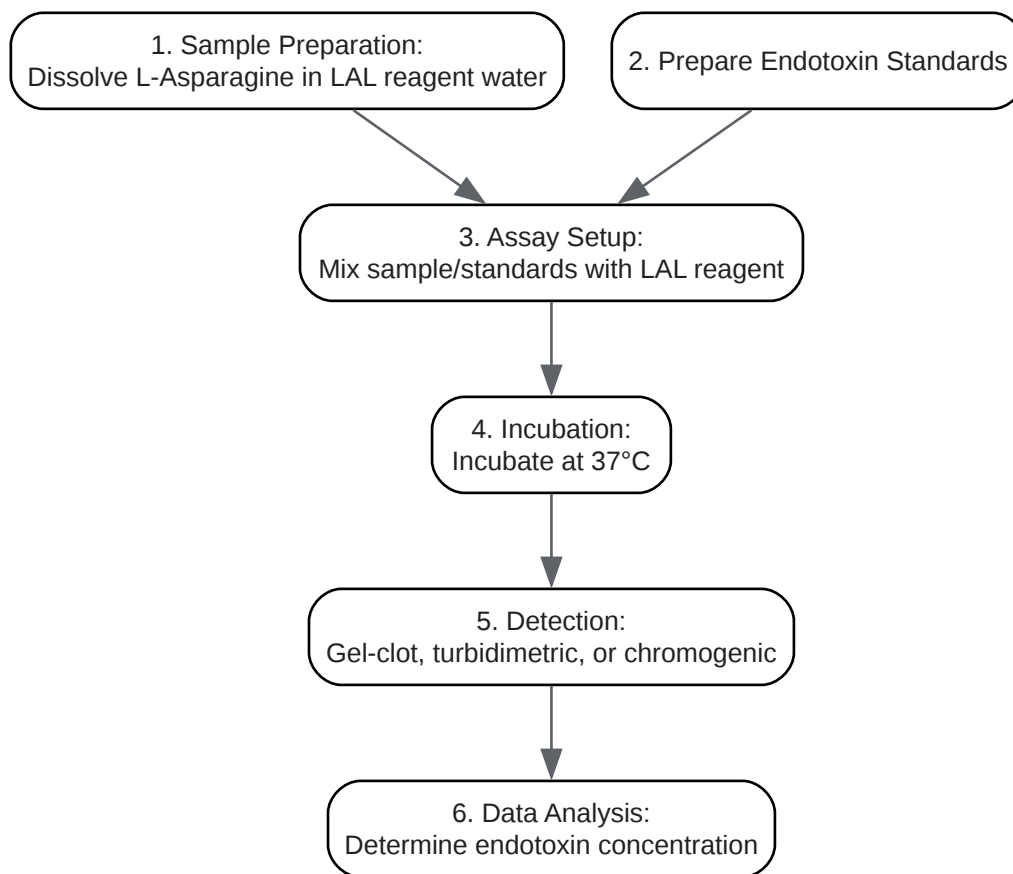 1. Sample Preparation:
Dissolve L-Asparagine in LAL reagent water
2. Prepare Endotoxin Standards
3. Assay Setup:
Mix sample/standards with LAL reagent
4. Incubation:
Incubate at 37°C
5. Detection:
Gel-clot, turbidimetric, or chromogenic
6. Data Analysis:
Determine endotoxin concentration